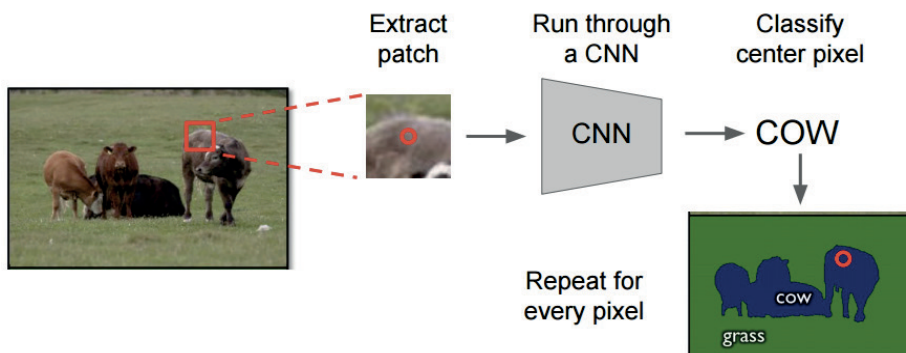 Extract
patch
Run through
a CNN
Classify
center pixel
CNN
COW
Repeat for
every pixel
cow
grass